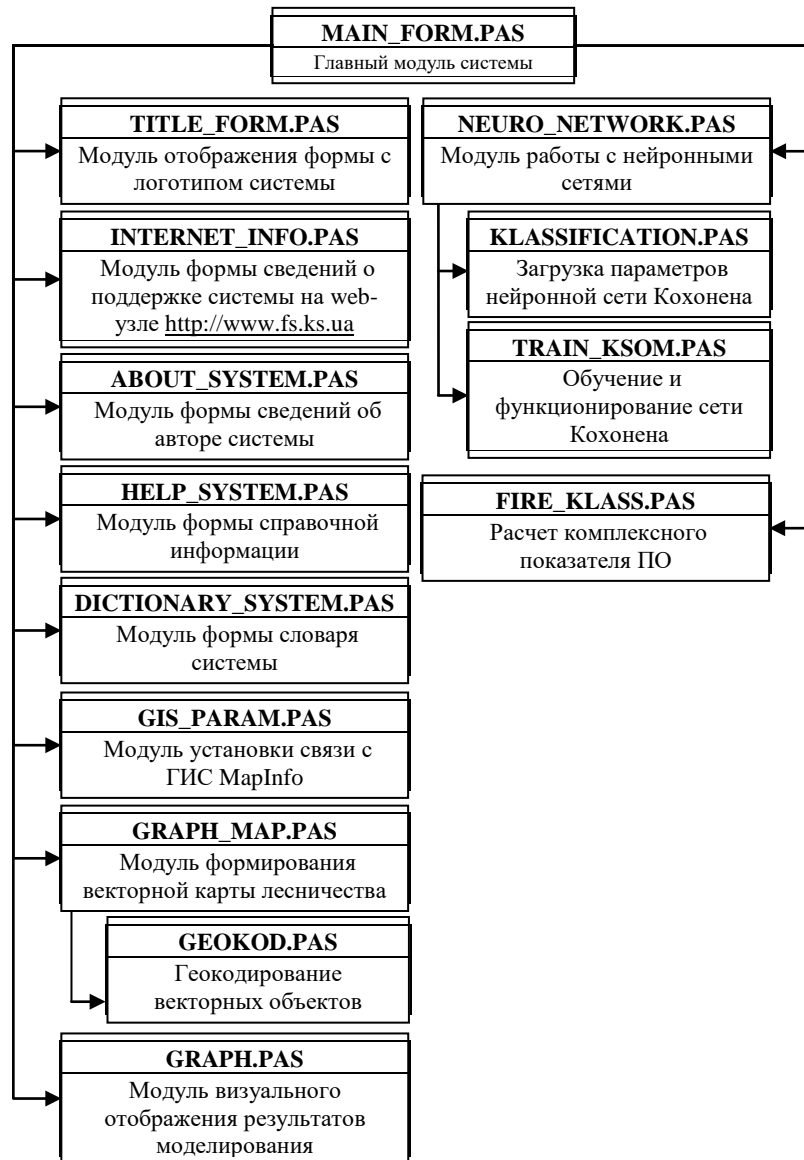 MAIN_FORM.PAS
Главный модуль системы
TITLE_FORM.PAS
Модуль отображения формы с
логотипом системы
INTERNET_INFO.PAS
Модуль формы сведений о
поддержке системы на web-
узле http://www.fs.ks.ua
ABOUT_SYSTEM.PAS
Модуль формы сведений об
авторе системы
HELP_SYSTEM.PAS
Модуль формы справочной
информации
DICTIONARY_SYSTEM.PAS
Модуль формы словаря
системы
GIS_PARAM.PAS
Модуль установки связи с
ГИС MapInfo
GRAPH_MAP.PAS
Модуль формирования
векторной карты лесничества
GEOKOD.PAS
Геокодирование
векторных объектов
GRAPH.PAS
Модуль визуального
отображения результатов
моделирования
NEURO_NETWORK.PAS
Модуль работы с нейронными
сетями
KLASSIFICATION.PAS
Загрузка параметров
нейронной сети Кохонена
TRAIN_KSOM.PAS
Обучение и
функционирование сети
Кохонена
FIRE_KLASS.PAS
Расчет комплексного
показателя ПО